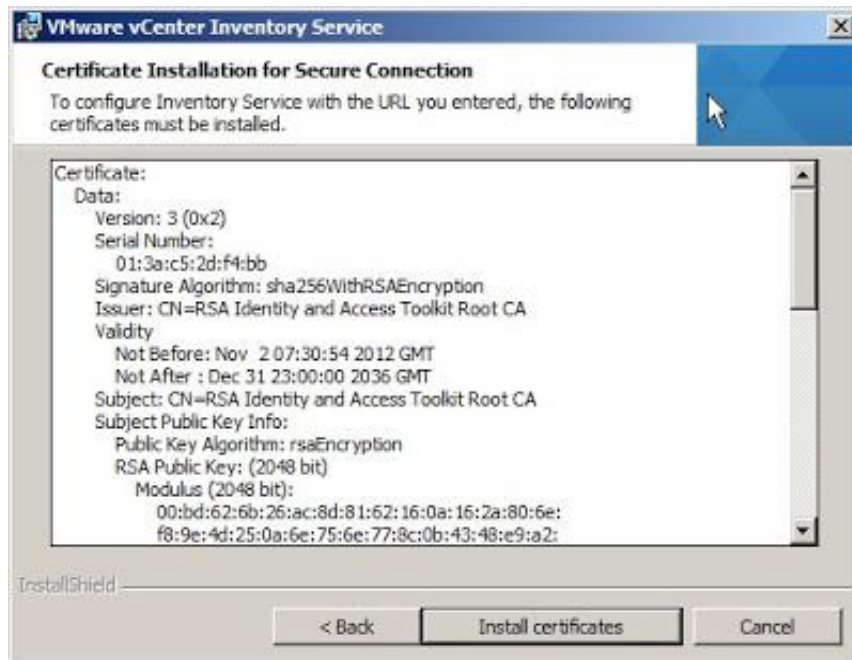 VMware vCenter Inventory Service
Certificate Installation for Secure Connection
To configure Inventory Service with the URL you entered, the following
certificates must be installed.
Certificate:
Data:
Version: 3 (0x2)
Serial Number:
01:3a:c5:2d:f4:bb
Signature Algorithm: sha256WithRSAEncryption
Issuer: CN=RSA Identity and Access Toolkit Root CA
Validity
Not Before: Nov  2 07:30:54 2012 GMT
Not After : Dec 31 23:00:00 2036 GMT
Subject: CN=RSA Identity and Access Toolkit Root CA
Subject Public Key Info:
Public Key Algorithm: rsaEncryption
RSA Public Key: (2048 bit)
Modulus (2048 bit):
00:bd:62:6b:26:ac:8d:81:62:16:0a:16:2a:80:6e:
f8:9e:4d:25:0a:6e:75:6e:77:8c:0b:43:48:e9:a2:
InstallShield
< Back
Install certificates
Cancel